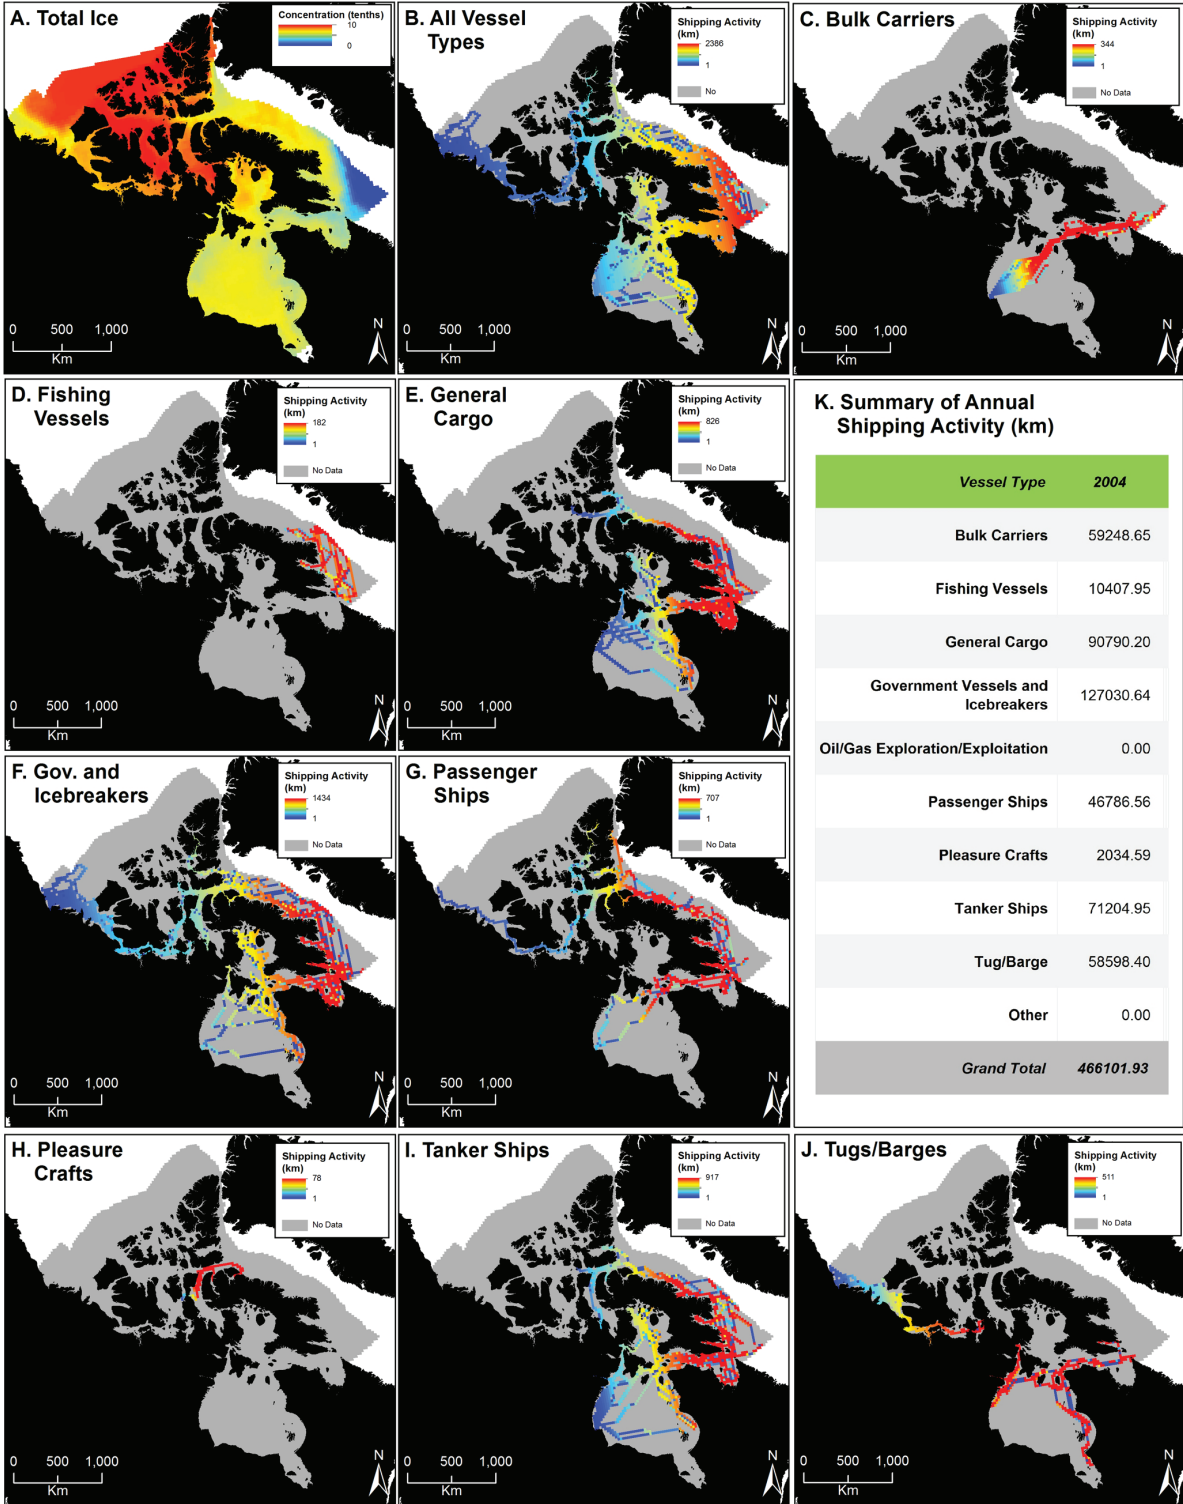 A. Total Ice
Concentration (tenths)
10
0
0 500 1,000
Km
N
B. All Vessel
Types
Shipping Activity
(km)
2386
1
No
0 500 1,000
Km
N
C. Bulk Carriers
Shipping Activity
(km)
344
1
No Data
0 500 1,000
Km
N
D. Fishing
Vessels
Shipping Activity
(km)
182
1
No Data
0 500 1,000
Km
N
E. General
Cargo
Shipping Activity
(km)
826
1
No Data
0 500 1,000
Km
N
K. Summary of Annual
Shipping Activity (km)
Vessel Type 2004
Bulk Carriers 59248.65
Fishing Vessels 10407.95
General Cargo 90790.20
Government Vessels and
Icebreakers 127030.64
Oil/Gas Exploration/Exploitation 0.00
Passenger Ships 46786.56
Pleasure Crafts 2034.59
Tanker Ships 71204.95
Tug/Barge 58598.40
Other 0.00
Grand Total 466101.93
F. Gov. and
Icebreakers
Shipping Activity
(km)
1434
1
No Data
0 500 1,000
Km
N
G. Passenger
Ships
Shipping Activity
(km)
707
1
No Data
0 500 1,000
Km
N
H. Pleasure
Crafts
Shipping Activity
(km)
78
1
No Data
0 500 1,000
Km
N
I. Tanker Ships
Shipping Activity
(km)
917
1
No Data
0 500 1,000
Km
N
J. Tugs/Barges
Shipping Activity
(km)
511
1
No Data
0 500 1,000
Km
N